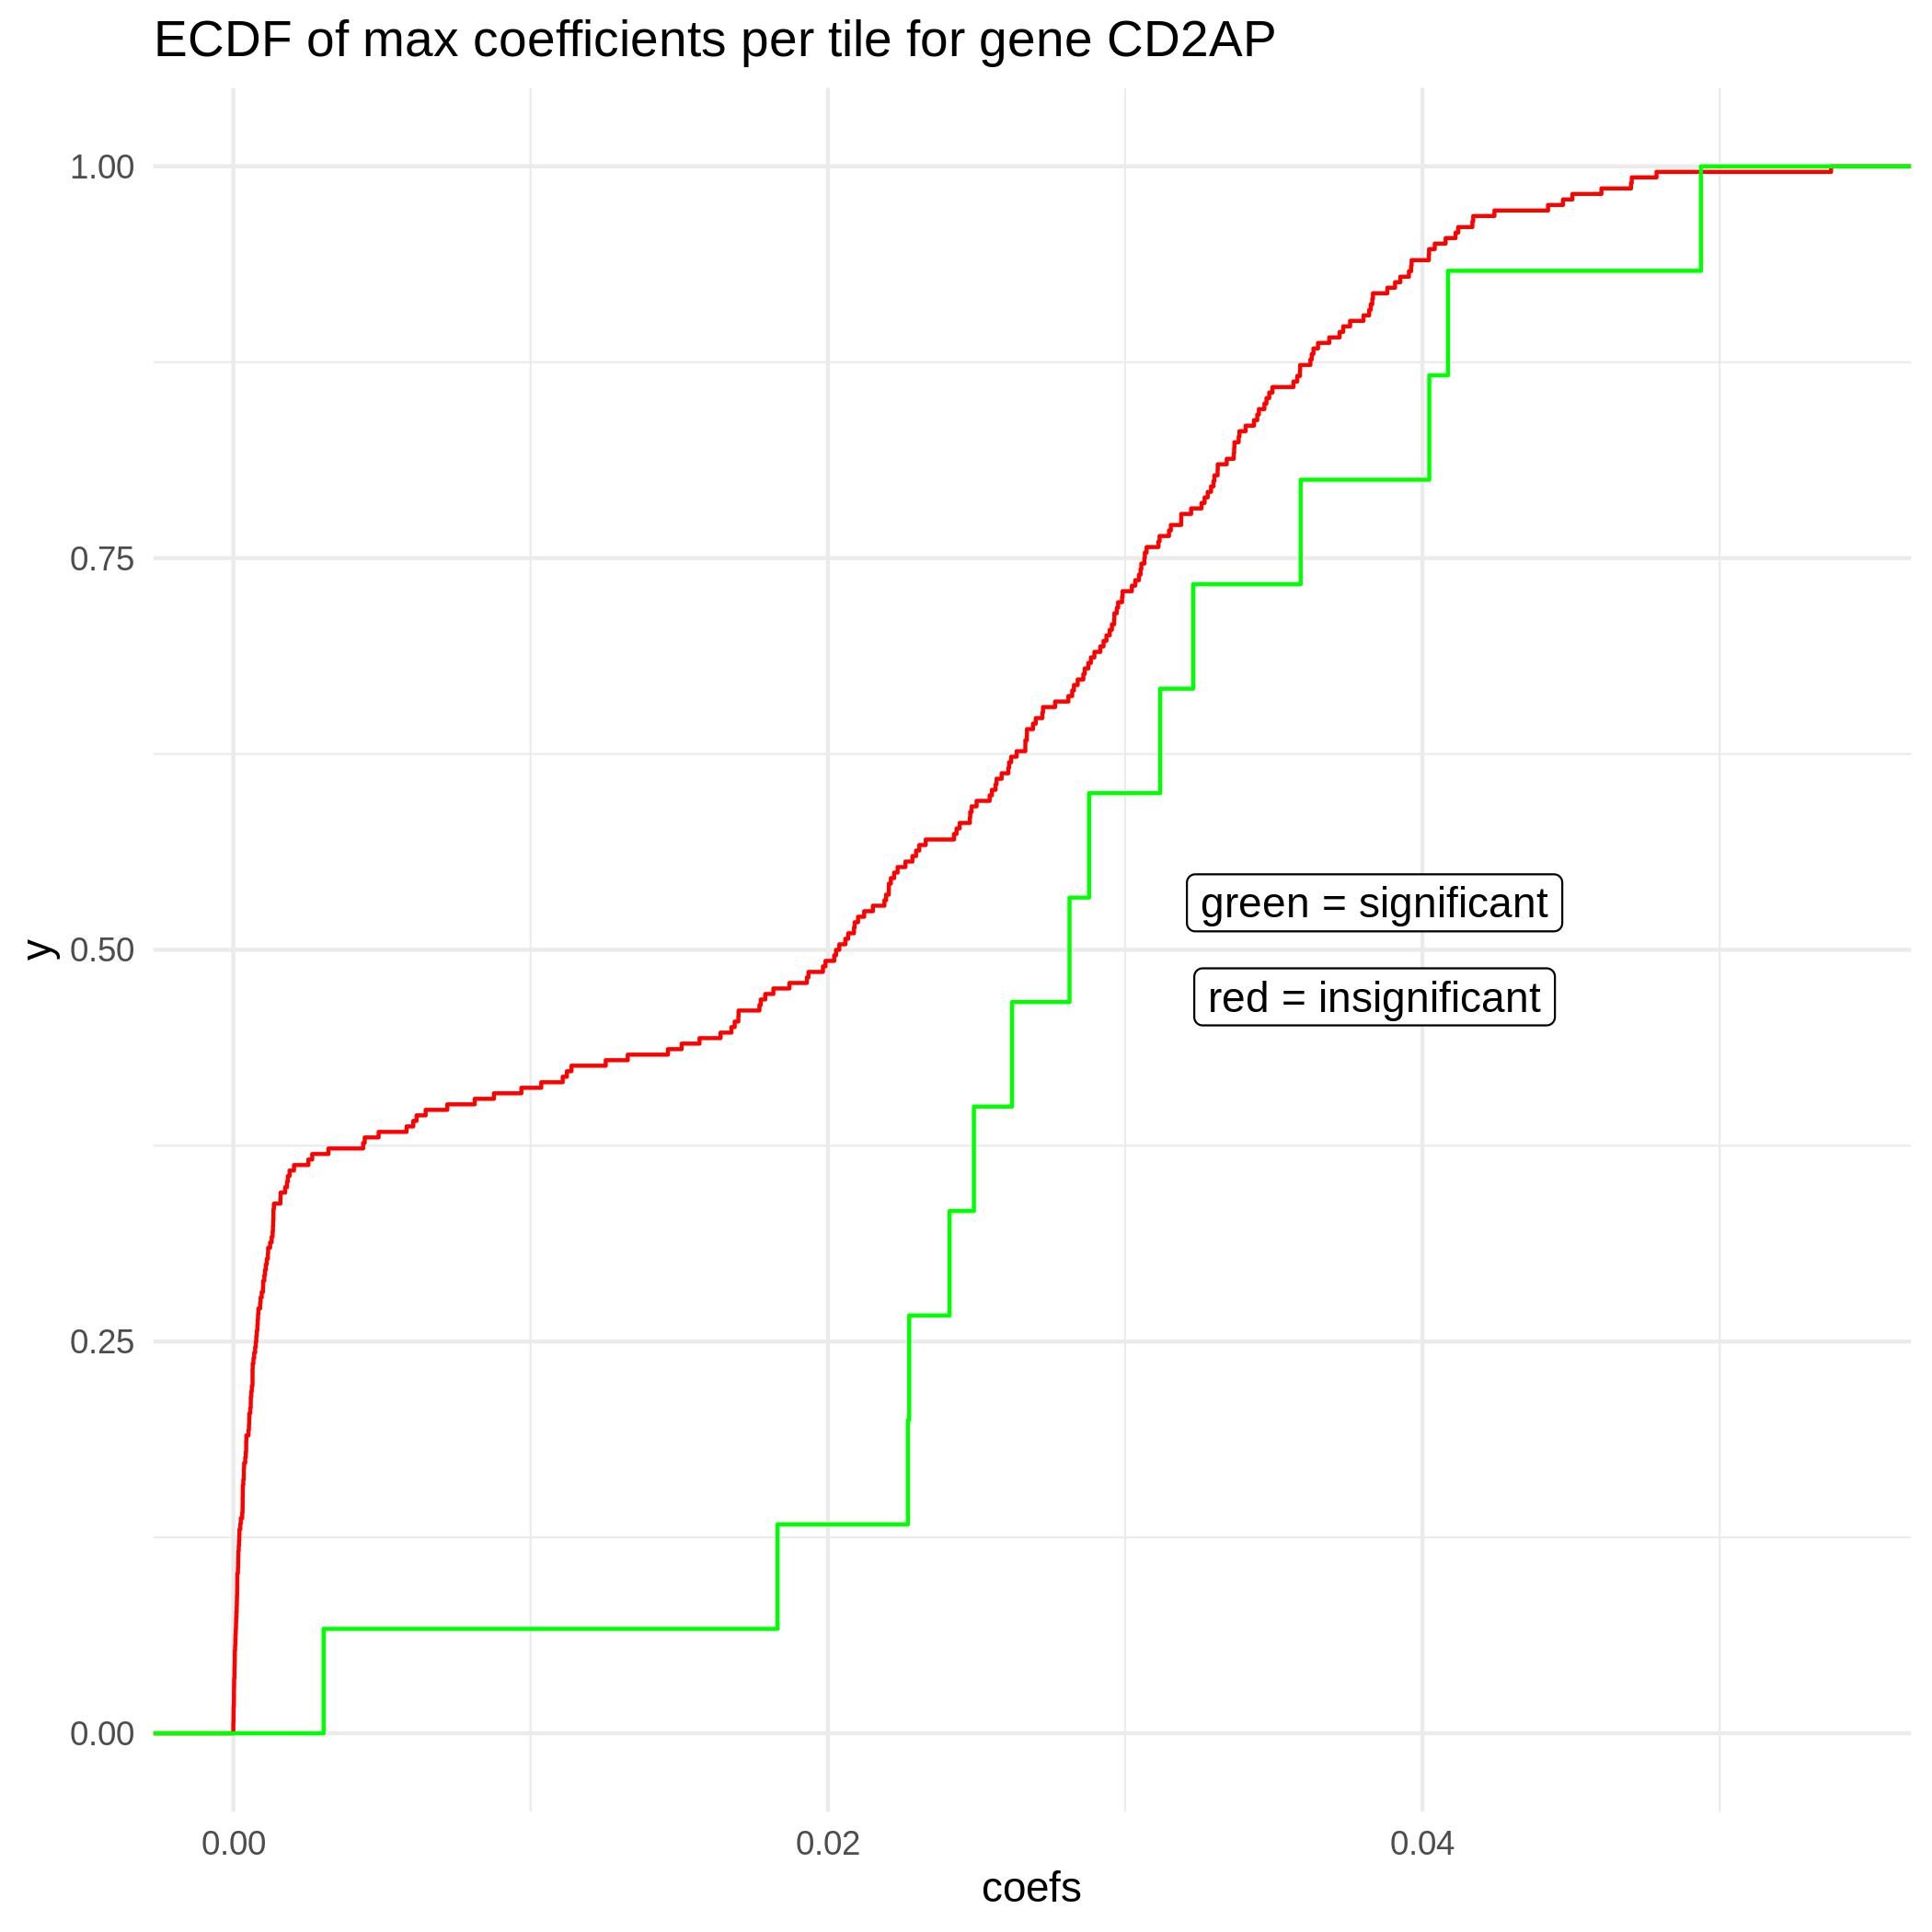 ECDF of max coefficients per tile for gene CD2AP
1.00
0.75
0.50
0.25
0.00
y
green = significant
red = insignificant
0.00 0.02 0.04
coefs